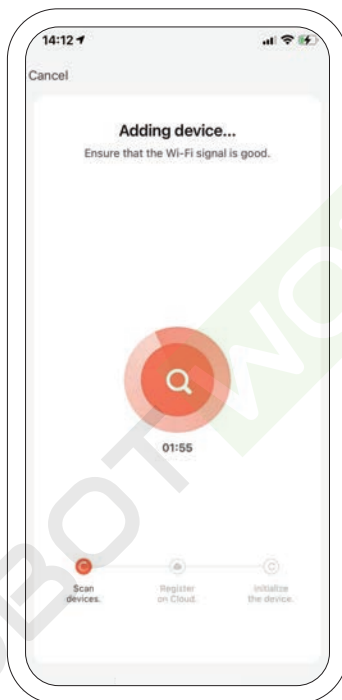 14:12
Cancel
Adding device...
Ensure that the Wi-Fi signal is good.
01:55
Scan
devices.
Register
on Cloud.
Initialize
the device.